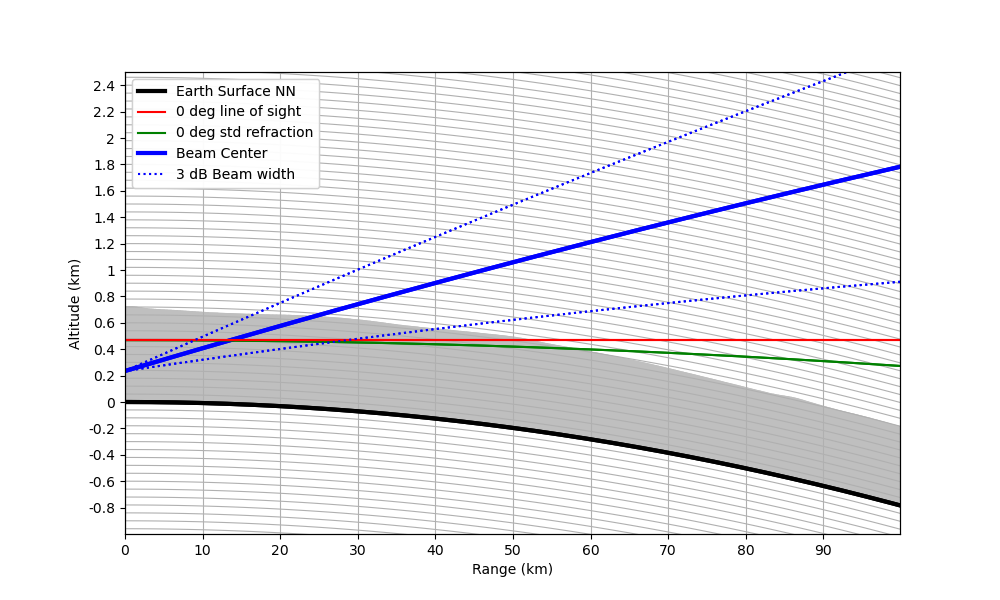 Earth Surface NN
0 deg line of sight
0 deg std refraction
Beam Center
3 dB Beam width
Altitude (km)
2.4
2.2
2
1.8
1.6
1.4
1.2
1
0.8
0.6
0.4
0.2
0
-0.2
-0.4
-0.6
-0.8
0 10 20 30 40 50 60 70 80 90
Range (km)